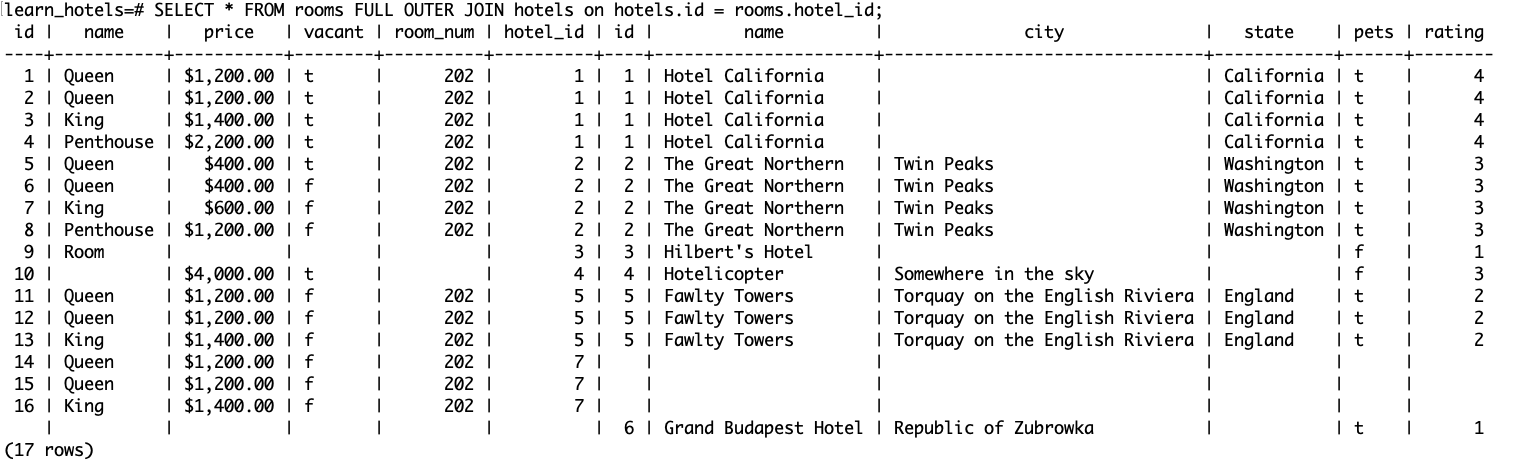 learn_hotels=# SELECT * FROM rooms FULL OUTER JOIN hotels on hotels.id = rooms.hotel_id;
 id |   name    |   price   | vacant | room_num | hotel_id | id |         name         |              city              |   state    | pets | rating
----+-----------+-----------+--------+----------+----------+----+----------------------+--------------------------------+------------+------+--------
  1 | Queen     | $1,200.00 | t      |      202 |        1 |  1 | Hotel California     |                                | California | t    |      4
  2 | Queen     | $1,200.00 | t      |      202 |        1 |  1 | Hotel California     |                                | California | t    |      4
  3 | King      | $1,400.00 | t      |      202 |        1 |  1 | Hotel California     |                                | California | t    |      4
  4 | Penthouse | $2,200.00 | t      |      202 |        1 |  1 | Hotel California     |                                | California | t    |      4
  5 | Queen     |   $400.00 | t      |      202 |        2 |  2 | The Great Northern   | Twin Peaks                     | Washington | t    |      3
  6 | Queen     |   $400.00 | f      |      202 |        2 |  2 | The Great Northern   | Twin Peaks                     | Washington | t    |      3
  7 | King      |   $600.00 | f      |      202 |        2 |  2 | The Great Northern   | Twin Peaks                     | Washington | t    |      3
  8 | Penthouse | $1,200.00 | f      |      202 |        2 |  2 | The Great Northern   | Twin Peaks                     | Washington | t    |      3
  9 | Room      |           |        |          |        3 |  3 | Hilbert's Hotel      |                                |            | f    |      1
 10 |           | $4,000.00 | t      |          |        4 |  4 | Hotelicopter         | Somewhere in the sky           |            | f    |      3
 11 | Queen     | $1,200.00 | f      |      202 |        5 |  5 | Fawlty Towers        | Torquay on the English Riviera | England    | t    |      2
 12 | Queen     | $1,200.00 | f      |      202 |        5 |  5 | Fawlty Towers        | Torquay on the English Riviera | England    | t    |      2
 13 | King      | $1,400.00 | f      |      202 |        5 |  5 | Fawlty Towers        | Torquay on the English Riviera | England    | t    |      2
 14 | Queen     | $1,200.00 | f      |      202 |        7 |    |                      |                                |            |      |
 15 | Queen     | $1,200.00 | f      |      202 |        7 |    |                      |                                |            |      |
 16 | King      | $1,400.00 | f      |      202 |        7 |    |                      |                                |            |      |
    |           |           |        |          |          |  6 | Grand Budapest Hotel | Republic of Zubrowka           |            | t    |      1
(17 rows)